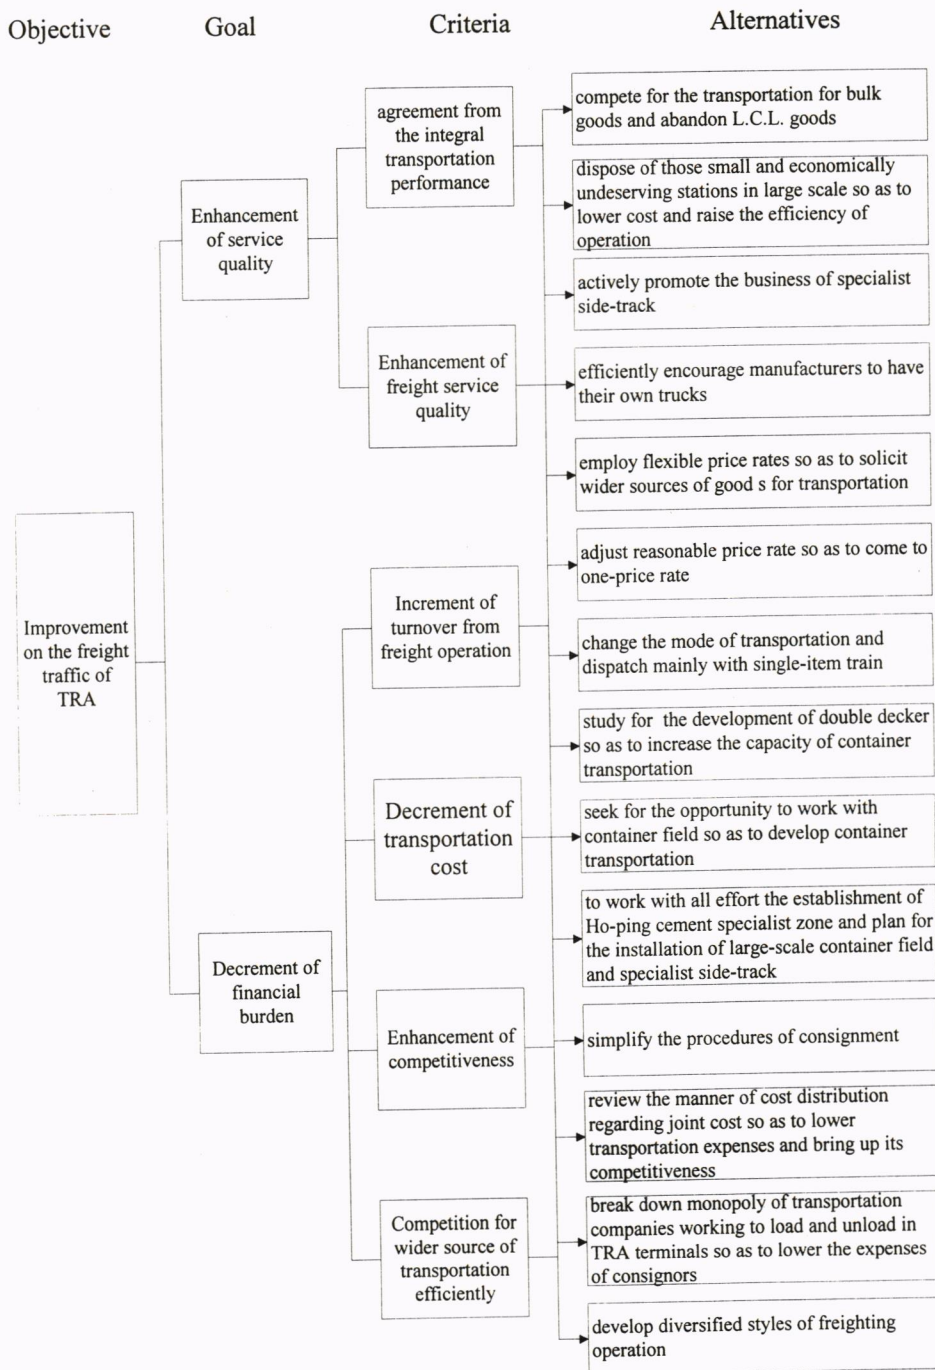 Objective
Goal
Criteria
Alternatives
Improvement
on the freight
traffic of
TRA
Enhancement
of service
quality
Decrement of
financial
burden
agreement from
the integral
transportation
performance
Enhancement of
freight service
quality
Increment of
turnover from
freight operation
Decrement of
transportation
cost
Enhancement of
competitiveness
Competition for
wider source of
transportation
efficiently
compete for the transportation for bulk
goods and abandon L.C.L. goods
dispose of those small and economically
undeserving stations in large scale so as to
lower cost and raise the efficiency of
operation
actively promote the business of specialist
side-track
efficiently encourage manufacturers to have
their own trucks
employ flexible price rates so as to solicit
wider sources of good s for transportation
adjust reasonable price rate so as to come to
one-price rate
change the mode of transportation and
dispatch mainly with single-item train
study for the development of double decker
so as to increase the capacity of container
transportation
seek for the opportunity to work with
container field so as to develop container
transportation
to work with all effort the establishment of
Ho-ping cement specialist zone and plan for
the installation of large-scale container field
and specialist side-track
simplify the procedures of consignment
review the manner of cost distribution
regarding joint cost so as to lower
transportation expenses and bring up its
competitiveness
break down monopoly of transportation
companies working to load and unload in
TRA terminals so as to lower the expenses
of consignors
develop diversified styles of freighting
operation